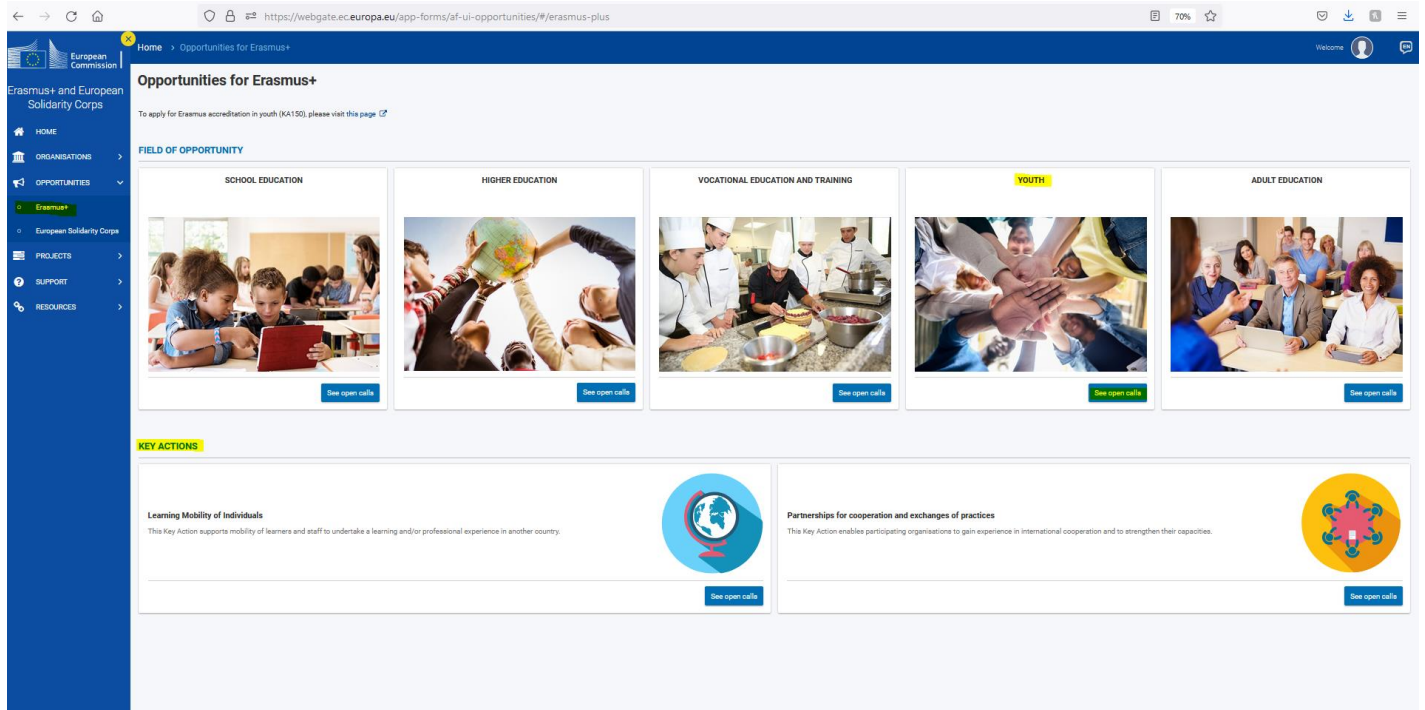 https://webgate.ec.europa.eu/app-forms/af-ui-opportunities/#/erasmus-plus
70%
European
Commission
Home > Opportunities for Erasmus+
Welcome
EN
Erasmus+ and European
Solidarity Corps
HOME
ORGANISATIONS
OPPORTUNITIES
Erasmus+
European Solidarity Corps
PROJECTS
SUPPORT
RESOURCES
Opportunities for Erasmus+
To apply for Erasmus accreditation in youth (KA150), please visit this page
FIELD OF OPPORTUNITY
SCHOOL EDUCATION
HIGHER EDUCATION
VOCATIONAL EDUCATION AND TRAINING
YOUTH
ADULT EDUCATION
See open calls
See open calls
See open calls
See open calls
See open calls
KEY ACTIONS
Learning Mobility of Individuals
This Key Action supports mobility of learners and staff to undertake a learning and/or professional experience in another country.
See open calls
Partnerships for cooperation and exchanges of practices
This Key Action enables participating organisations to gain experience in international cooperation and to strengthen their capacities.
See open calls